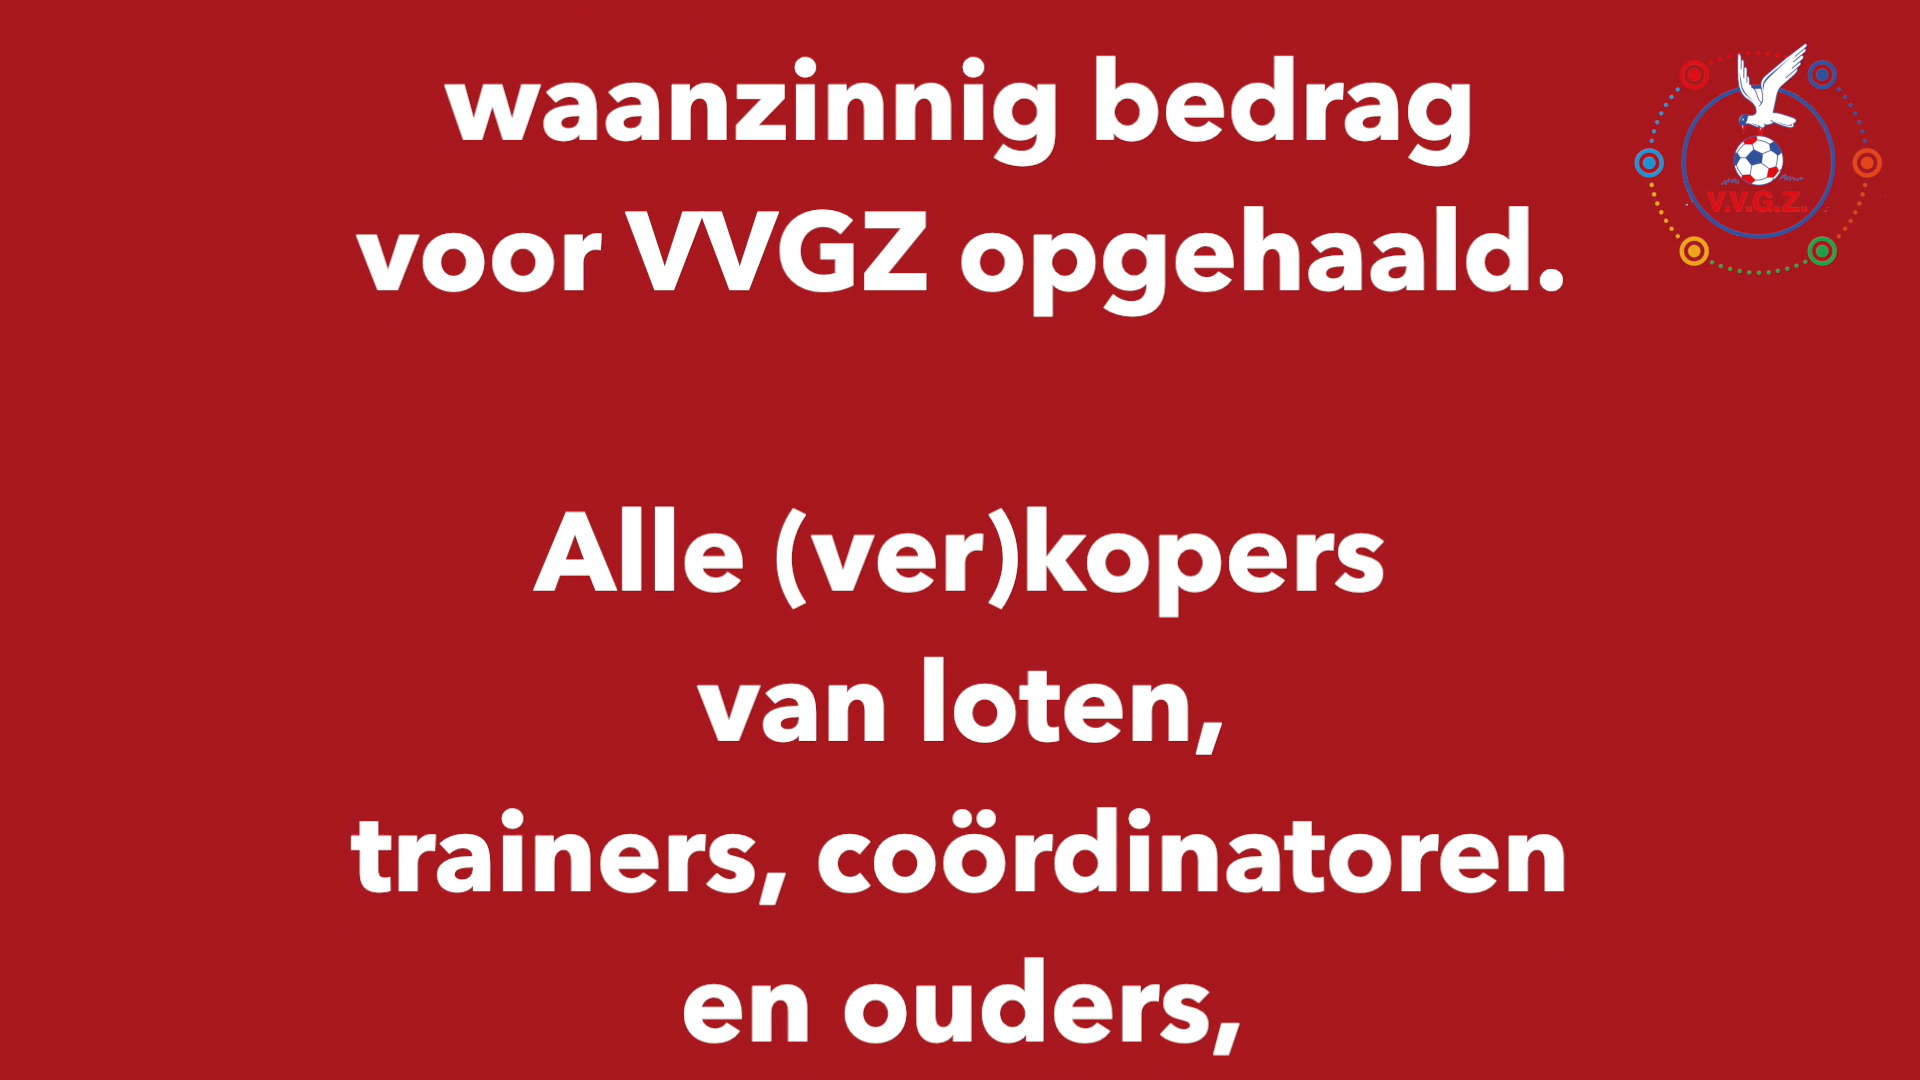 waanzinnig bedrag
voor VVGZ opgehaald.
Alle (ver)kopers
van loten,
trainers, coördinatoren
en ouders,
V.V.G.Z.